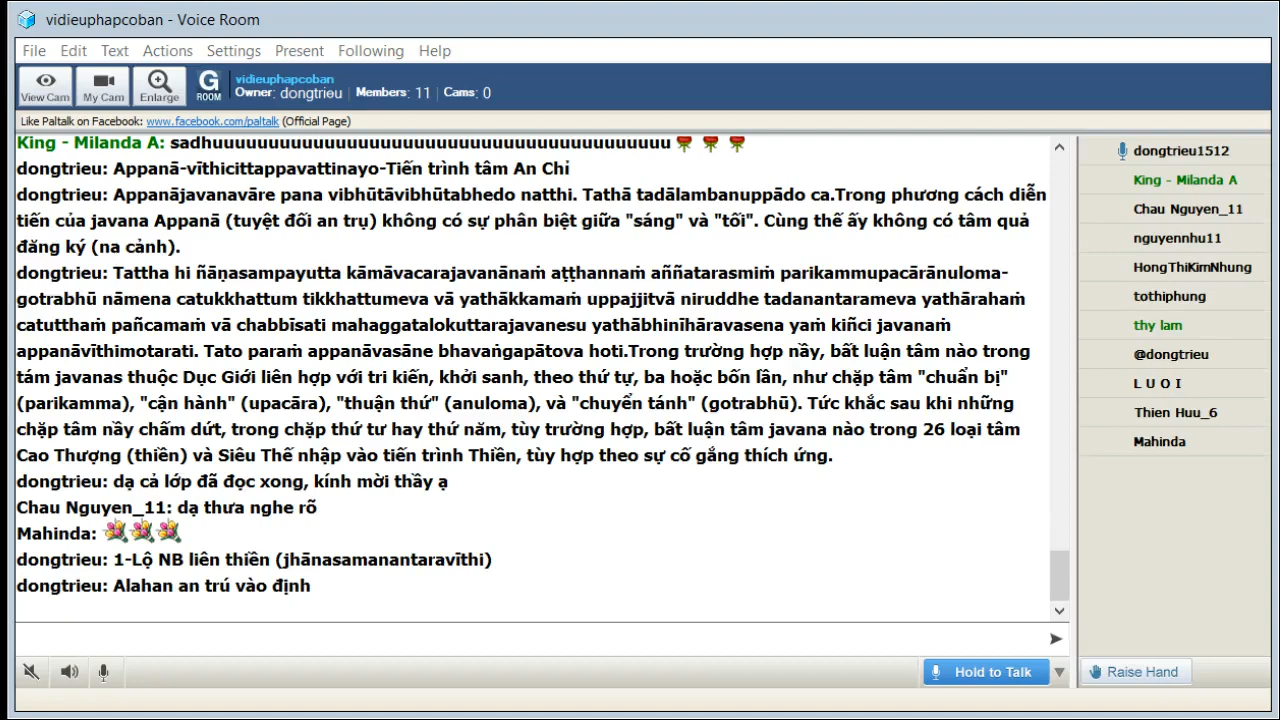 vidieuphapcoban - Voice Room
File Edit Text Actions Settings Present Following Help
View Cam
My Cam
Enlarge
G ROOM
vidieuphapcoban
Owner: dongtrieu | Members: 11 | Cams: 0
Like Paltalk on Facebook: www.facebook.com/paltalk (Official Page)
King - Milanda A: sadhuuuuuuuuuuuuuuuuuuuuuuuuuuuuuuuuuuuuuuuuu
dongtrieu: Appanā-vīthicittappavattinayo-Tiến trình tâm An Chỉ
dongtrieu: Appanājavanavāre pana vibhūtāvibhūtabhedo natthi. Tathā tadālambanuppādo ca.Trong phương cách diễn
tiến của javana Appanā (tuyệt đối an trụ) không có sự phân biệt giữa "sáng" và "tối". Cùng thế ấy không có tâm quả
đăng ký (na cảnh).
dongtrieu: Tattha hi ñāṇasampayutta kāmāvacarajavanānaṁ aṭṭhannaṁ aññatarasmiṁ parikammupacārānuloma-
gotrabhū nāmena catukkhattum tikkhattumeva vā yathākkamaṁ uppajjitvā niruddhe tadanantarameva yathārahaṁ
catutthaṁ pañcamaṁ vā chabbīsati mahaggatalokuttarajavanesu yathābhinīhāravasena yaṁ kiñci javanaṁ
appanāvīthimotarati. Tato paraṁ appanāvasāne bhavaṅgapātova hoti.Trong trường hợp nầy, bất luận tâm nào trong
tám javanas thuộc Dục Giới liên hợp với tri kiến, khởi sanh, theo thứ tự, ba hoặc bốn lần, như chặp tâm "chuẩn bị"
(parikamma), "cận hành" (upacāra), "thuận thứ" (anuloma), và "chuyển tánh" (gotrabhū). Tức khắc sau khi những
chặp tâm nầy chấm dứt, trong chặp thứ tư hay thứ năm, tùy trường hợp, bất luận tâm javana nào trong 26 loại tâm
Cao Thượng (thiền) và Siêu Thế nhập vào tiến trình Thiền, tùy hợp theo sự cố gắng thích ứng.
dongtrieu: dạ cả lớp đã đọc xong, kính mời thầy ạ
Chau Nguyen_11: dạ thưa nghe rõ
Mahinda:
dongtrieu: 1-Lộ NB liên thiền (jhānasamanantaravīthi)
dongtrieu: Alahan an trú vào định
Hold to Talk
dongtrieu1512
King - Milanda A
Chau Nguyen_11
nguyennhu11
HongThiKimNhung
tothiphung
thy lam
@dongtrieu
L U O I
Thien Huu_6
Mahinda
Raise Hand